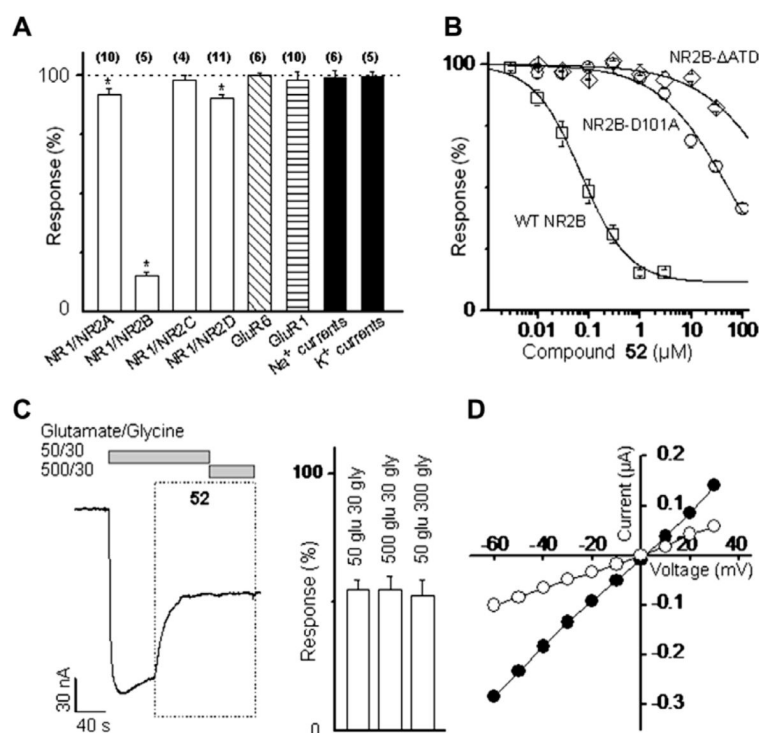 A
(10) (5) (4) (11) (6) (10) (6) (5)
100
*
*
*
Response (%)
0
NR1/NR2A
NR1/NR2B
NR1/NR2C
NR1/NR2D
GluR6
GluR1
Na+ currents
K+ currents
B
100
NR2B-ΔATD
NR2B-D101A
WT NR2B
Response (%)
0
0.01 0.1 1 10 100
Compound 52 (µM)
C
Glutamate/Glycine
50/30
500/30
52
30 nA
40 s
100
50 glu 30 gly
500 glu 30 gly
50 glu 300 gly
Response (%)
0
D
0.2
Current (µA)
0.1
-60 -40 -20 20 40
Voltage (mV)
-0.1
-0.2
-0.3